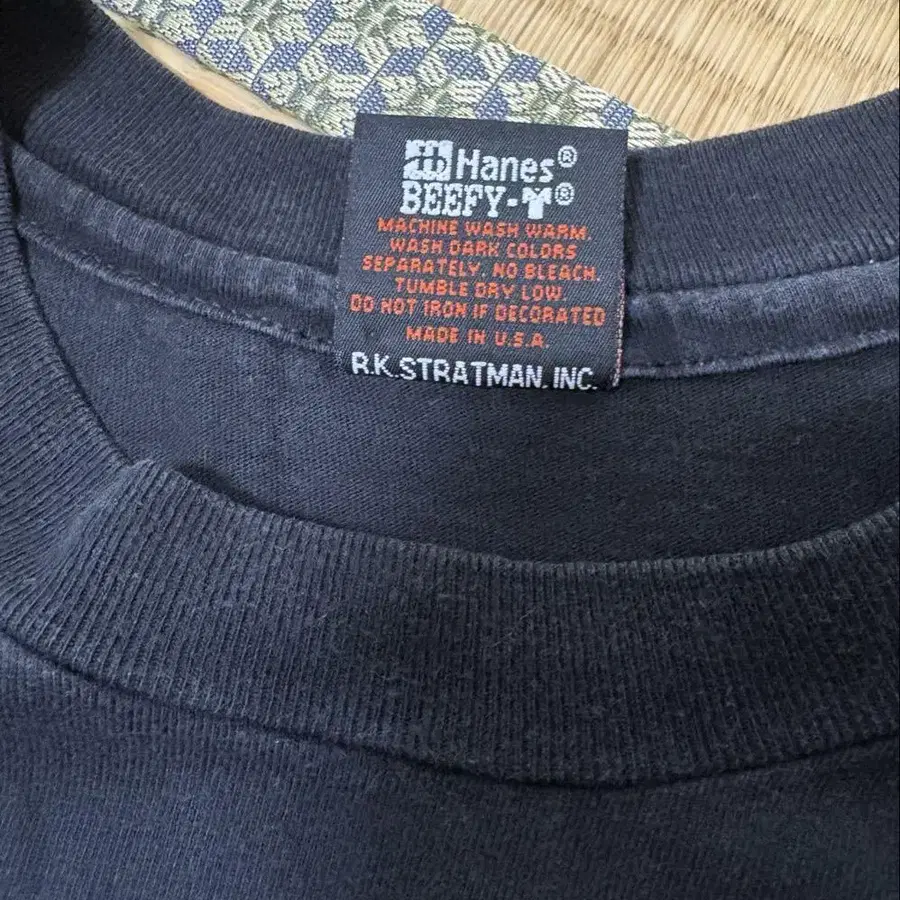 Hanes®
BEEFY-T®
MACHINE WASH WARM.
WASH DARK COLORS
SEPARATELY. NO BLEACH.
TUMBLE DRY LOW.
DO NOT IRON IF DECORATED
MADE IN U.S.A.
R.K.STRATMAN, INC.